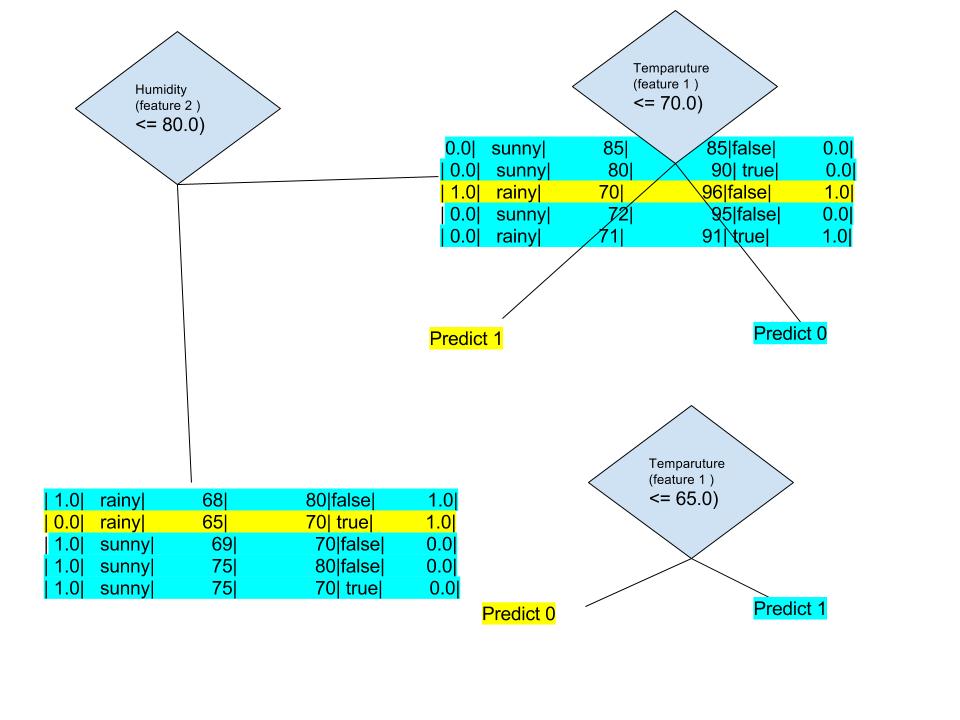 Humidity
(feature 2 )
<= 80.0)
Temparuture
(feature 1 )
<= 70.0)
0.0| sunny| 85| 85|false| 0.0|
| 0.0| sunny| 80| 90| true| 0.0|
| 1.0| rainy| 70| 96|false| 1.0|
| 0.0| sunny| 72| 95|false| 0.0|
| 0.0| rainy| 71| 91| true| 1.0|
Predict 1
Predict 0
| 1.0| rainy| 68| 80|false| 1.0|
| 0.0| rainy| 65| 70| true| 1.0|
| 1.0| sunny| 69| 70|false| 0.0|
| 1.0| sunny| 75| 80|false| 0.0|
| 1.0| sunny| 75| 70| true| 0.0|
Temparuture
(feature 1 )
<= 65.0)
Predict 0
Predict 1